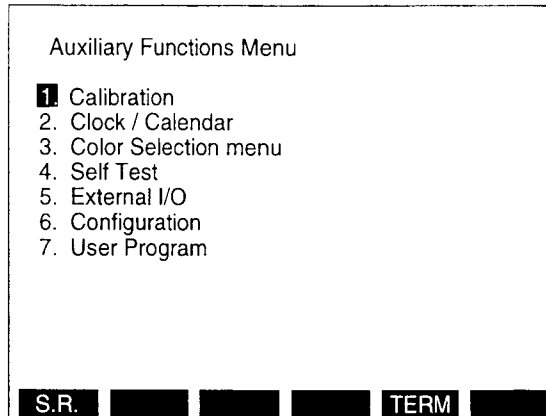 Auxiliary Functions Menu
1. Calibration
2. Clock / Calendar
3. Color Selection menu
4. Self Test
5. External I/O
6. Configuration
7. User Program
S.R. TERM